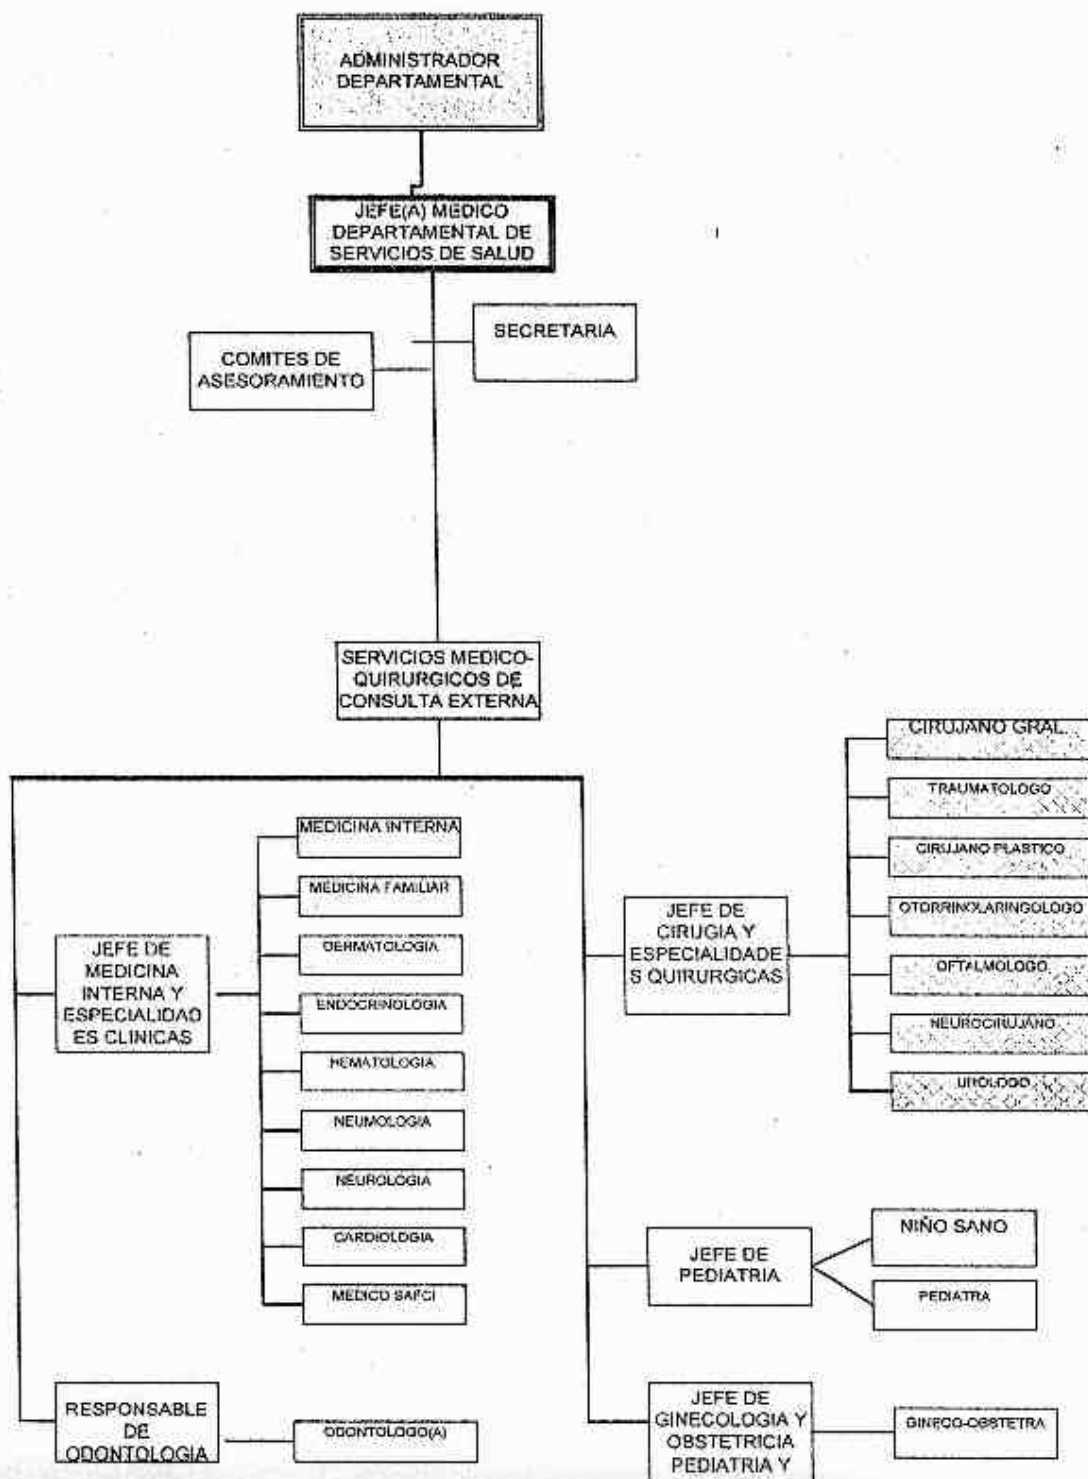 ADMINISTRADOR
DEPARTAMENTAL
JEFE(A) MEDICO
DEPARTAMENTAL DE
SERVICIOS DE SALUD
SECRETARIA
COMITES DE
ASESORAMIENTO
SERVICIOS MEDICO-
QUIRURGICOS DE
CONSULTA EXTERNA
JEFE DE
MEDICINA
INTERNA Y
ESPECIALIDAD
ES CLINICAS
MEDICINA INTERNA
MEDICINA FAMILIAR
DERMATOLOGIA
ENDOCRINOLOGIA
HEMATOLOGIA
NEUMOLOGIA
NEUROLOGIA
CARDIOLOGIA
MEDICO SAFCI
RESPONSABLE
DE
ODONTOLOGIA
ODONTOLOGO(A)
JEFE DE
CIRUGIA Y
ESPECIALIDADE
S QUIRURGICAS
CIRUJANO GRAL.
TRAUMATOLOGO
CIRUJANO PLASTICO
OTORRINOLARINGOLOGO
OFTALMOLOGO
NEUROCIRUJANO
UROLOGO
JEFE DE
PEDIATRIA
NIÑO SANO
PEDIATRA
JEFE DE
GINECOLOGIA Y
OBSTETRICIA
PEDIATRIA Y
GINECO-OBSTETRA